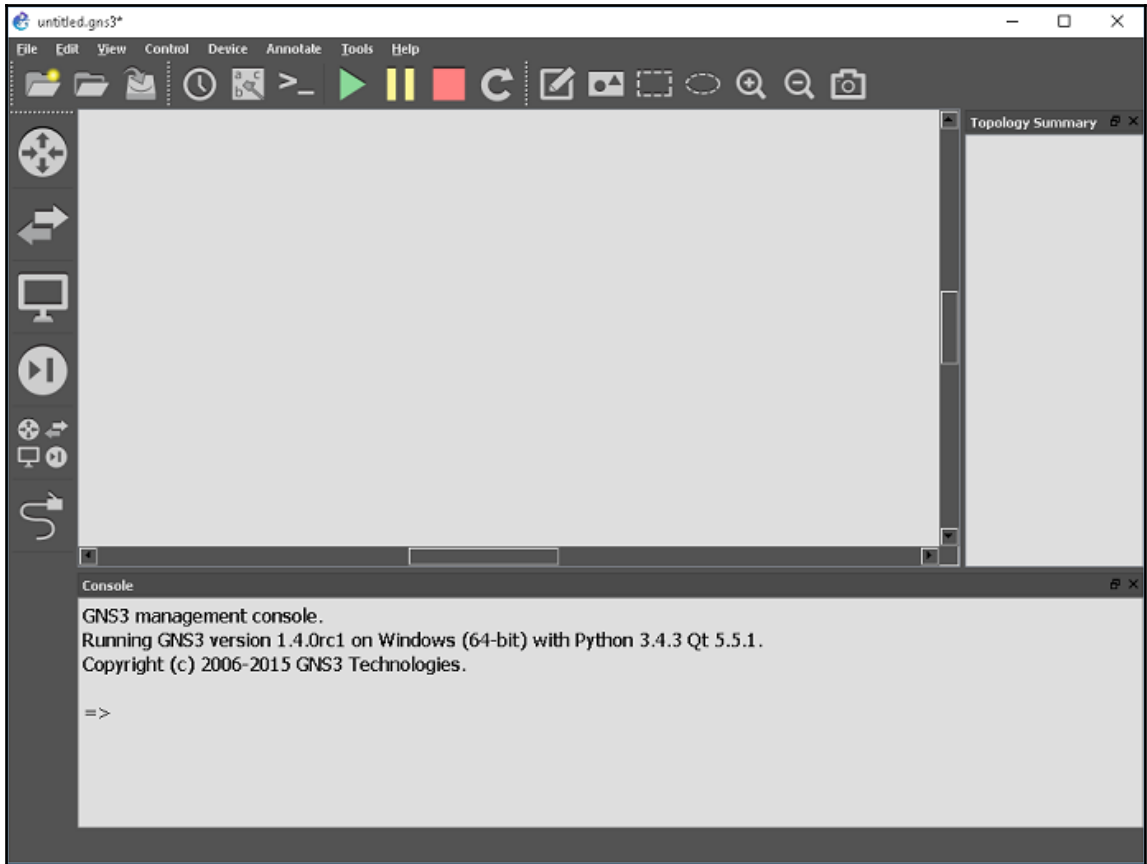 untitled.gns3*
File Edit View Control Device Annotate Tools Help
a c
b
>_
Topology Summary
Console
GNS3 management console.
Running GNS3 version 1.4.0rc1 on Windows (64-bit) with Python 3.4.3 Qt 5.5.1.
Copyright (c) 2006-2015 GNS3 Technologies.
=>